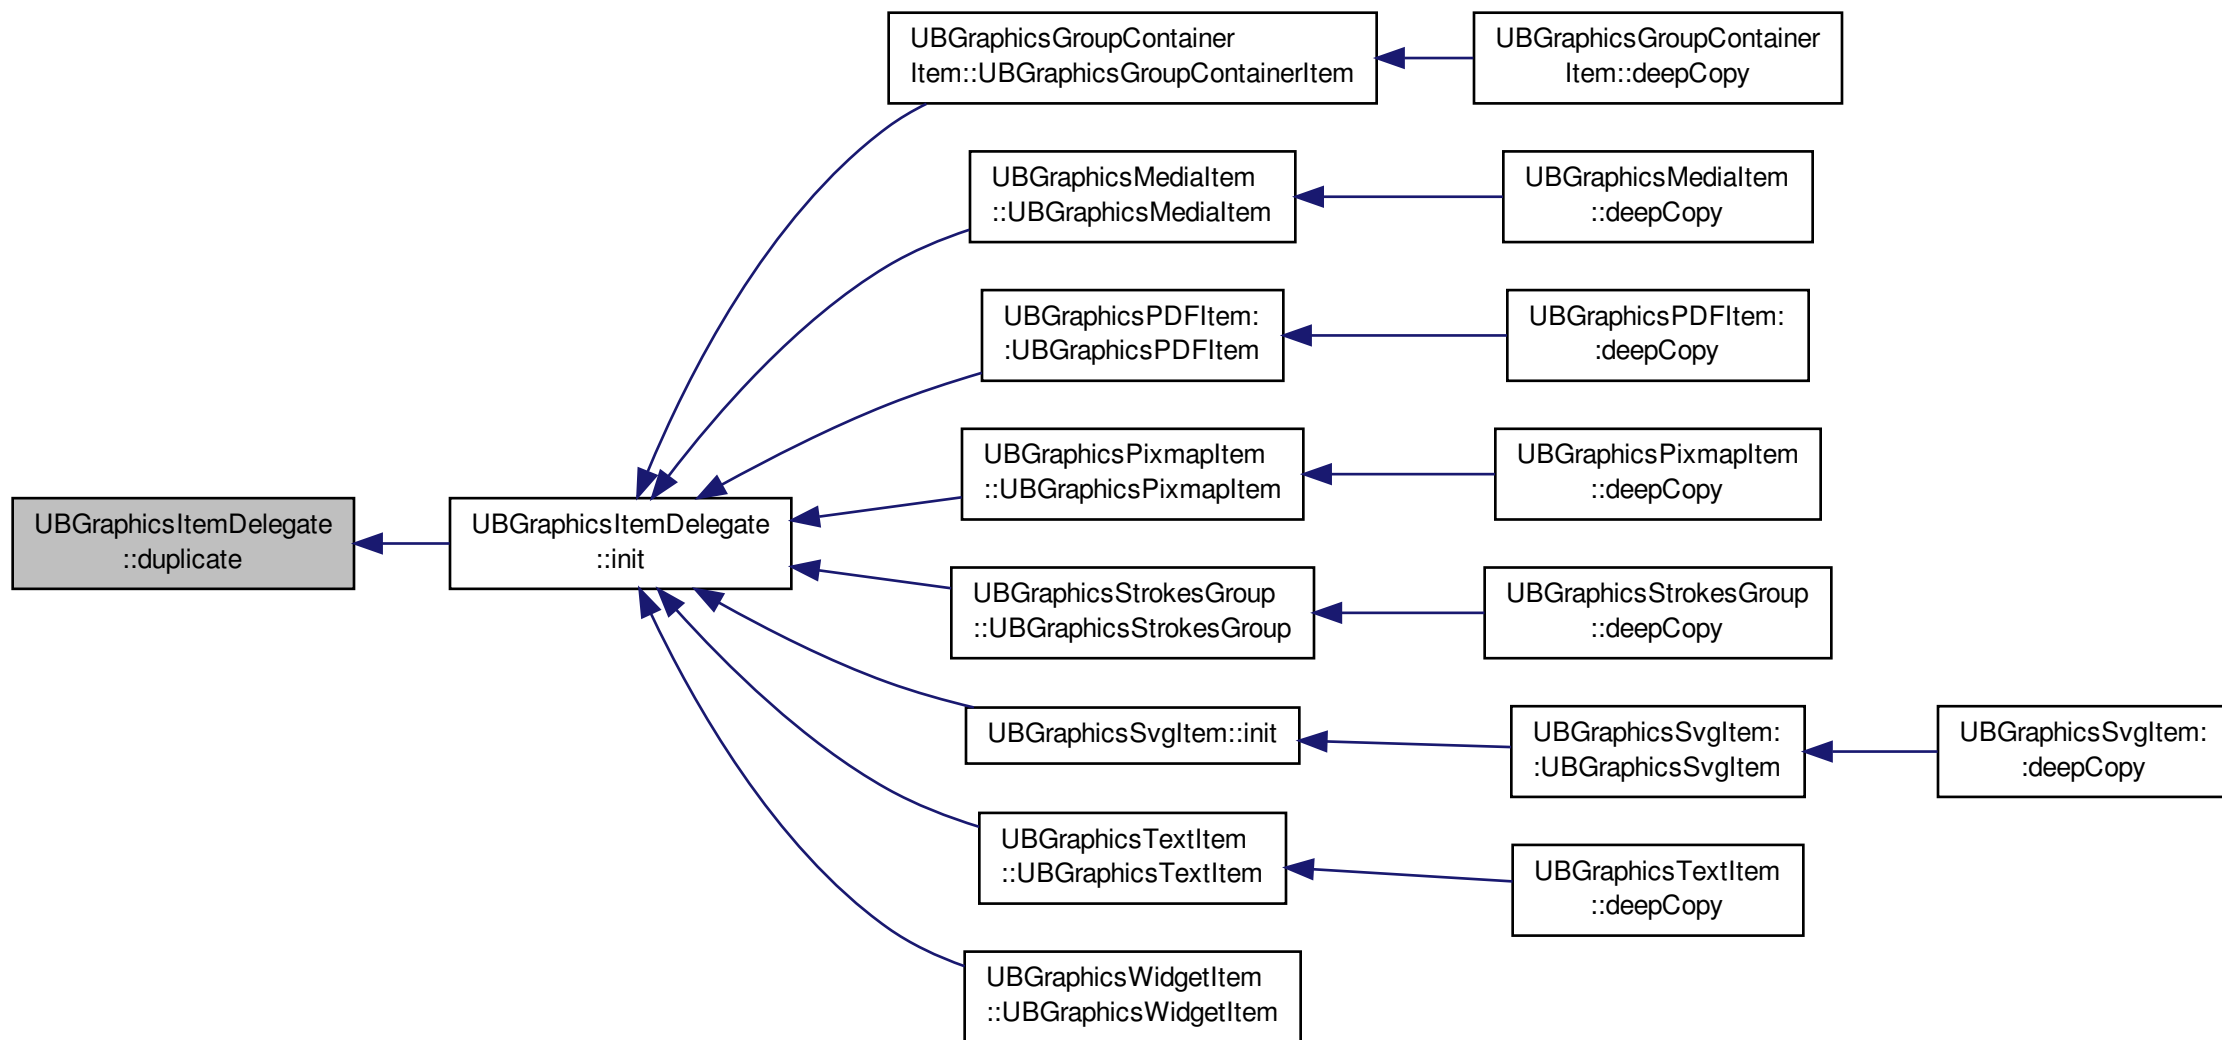 UBGraphicsGroupContainer
Item::UBGraphicsGroupContainerItem
UBGraphicsGroupContainer
Item::deepCopy
UBGraphicsMediaItem
::UBGraphicsMediaItem
UBGraphicsMediaItem
::deepCopy
UBGraphicsPDFItem:
:UBGraphicsPDFItem
UBGraphicsPDFItem:
:deepCopy
UBGraphicsPixmapItem
::UBGraphicsPixmapItem
UBGraphicsPixmapItem
::deepCopy
UBGraphicsItemDelegate
::duplicate
UBGraphicsItemDelegate
::init
UBGraphicsStrokesGroup
::UBGraphicsStrokesGroup
UBGraphicsStrokesGroup
::deepCopy
UBGraphicsSvgItem::init
UBGraphicsSvgItem:
:UBGraphicsSvgItem
UBGraphicsSvgItem:
:deepCopy
UBGraphicsTextItem
::UBGraphicsTextItem
UBGraphicsTextItem
::deepCopy
UBGraphicsWidgetItem
::UBGraphicsWidgetItem